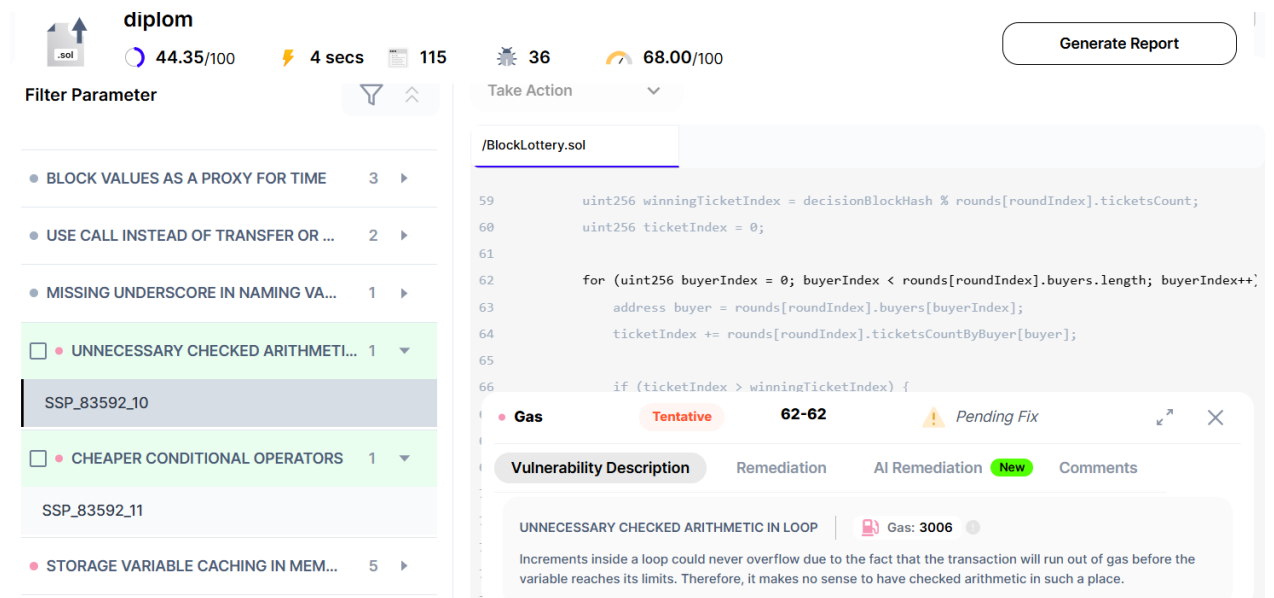 diplom
.sol
44.35/100
4 secs
115
36
68.00/100
Generate Report
Filter Parameter
BLOCK VALUES AS A PROXY FOR TIME 3
USE CALL INSTEAD OF TRANSFER OR ... 2
MISSING UNDERSCORE IN NAMING VA... 1
UNNECESSARY CHECKED ARITHMETI... 1
SSP_83592_10
CHEAPER CONDITIONAL OPERATORS 1
SSP_83592_11
STORAGE VARIABLE CACHING IN MEM... 5
Take Action
/BlockLottery.sol
59 uint256 winningTicketIndex = decisionBlockHash % rounds[roundIndex].ticketsCount;
60 uint256 ticketIndex = 0;
61
62 for (uint256 buyerIndex = 0; buyerIndex < rounds[roundIndex].buyers.length; buyerIndex++)
63 address buyer = rounds[roundIndex].buyers[buyerIndex];
64 ticketIndex += rounds[roundIndex].ticketsCountByBuyer[buyer];
65
66 if (ticketIndex > winningTicketIndex) {
Gas Tentative 62-62 Pending Fix
Vulnerability Description Remediation AI Remediation New Comments
UNNECESSARY CHECKED ARITHMETIC IN LOOP Gas: 3006
Increments inside a loop could never overflow due to the fact that the transaction will run out of gas before the
variable reaches its limits. Therefore, it makes no sense to have checked arithmetic in such a place.